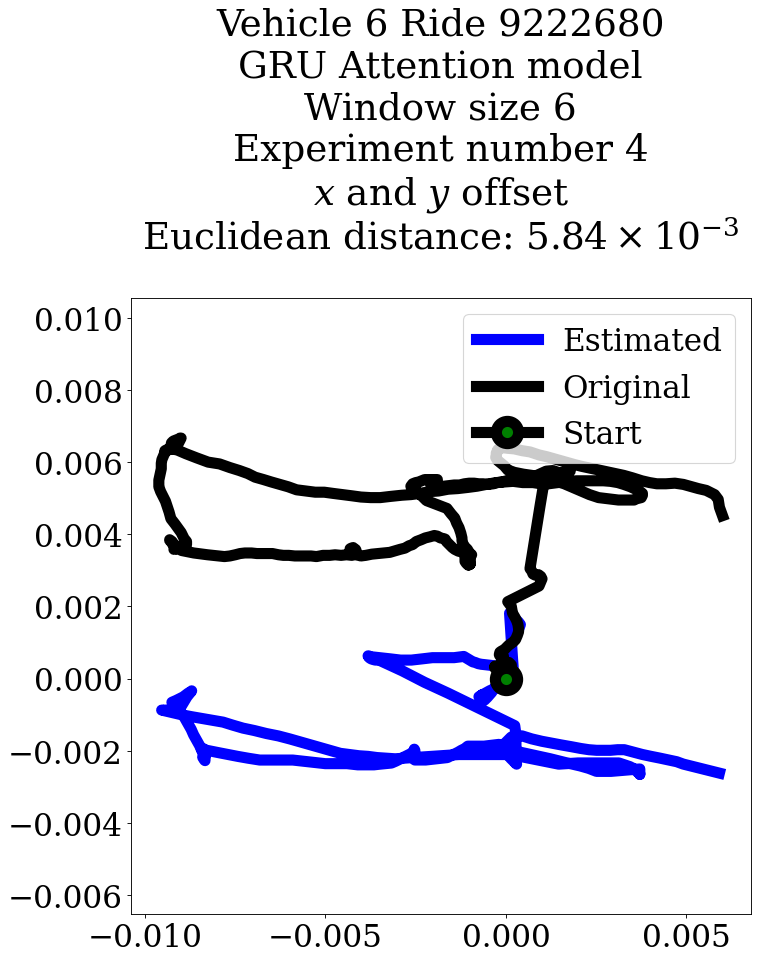 Vehicle 6 Ride 9222680
GRU Attention model
Window size 6
Experiment number 4
x and y offset
Euclidean distance: 5.84 × 10⁻³
Estimated
Original
Start
0.010
0.008
0.006
0.004
0.002
0.000
−0.002
−0.004
−0.006
−0.010 −0.005 0.000 0.005